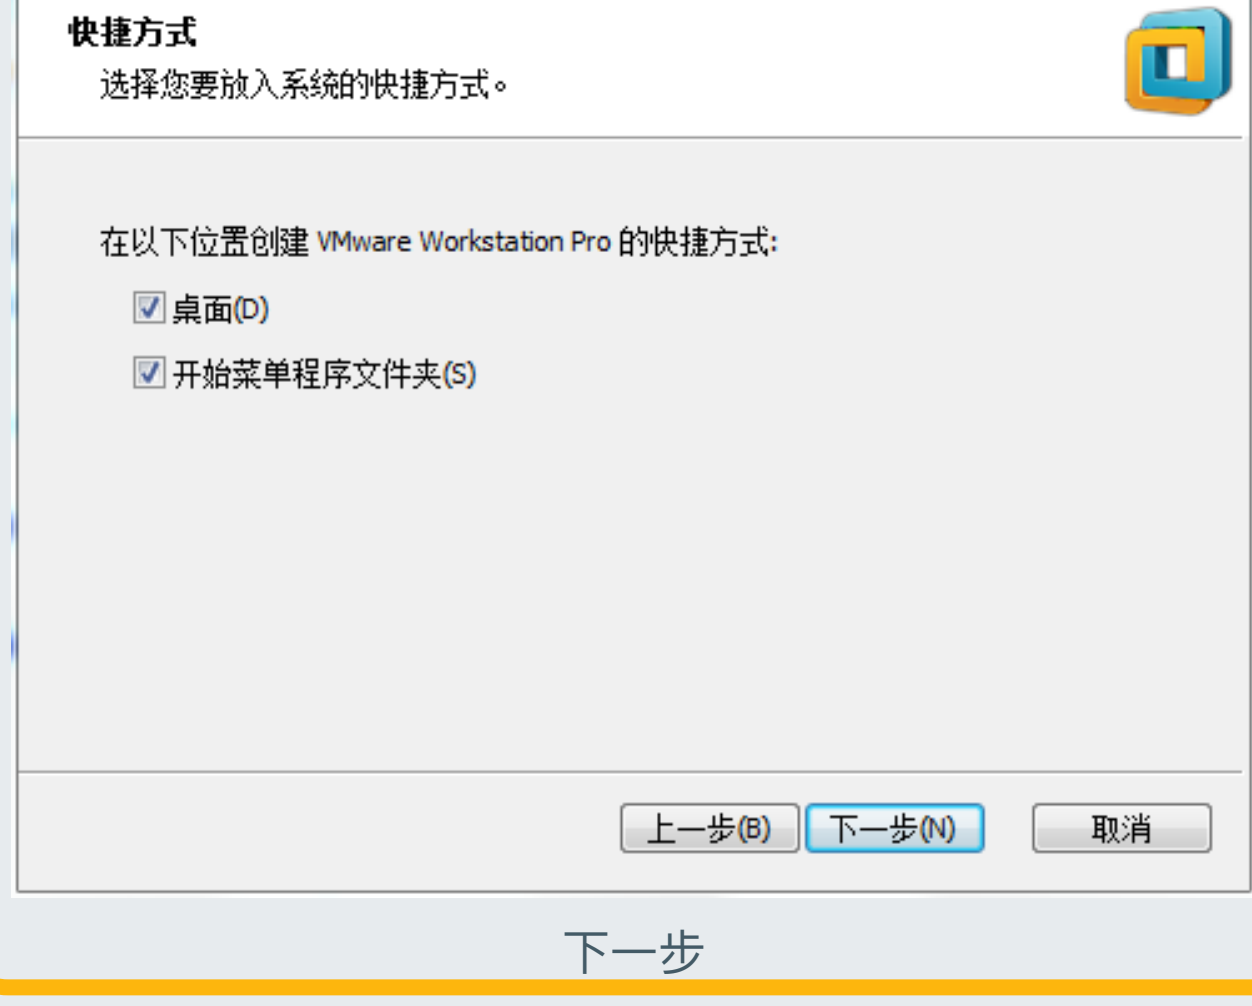 快捷方式
选择您要放入系统的快捷方式。
在以下位置创建 VMware Workstation Pro 的快捷方式:
桌面(D)
开始菜单程序文件夹(S)
上一步(B) 下一步(N) 取消
下一步